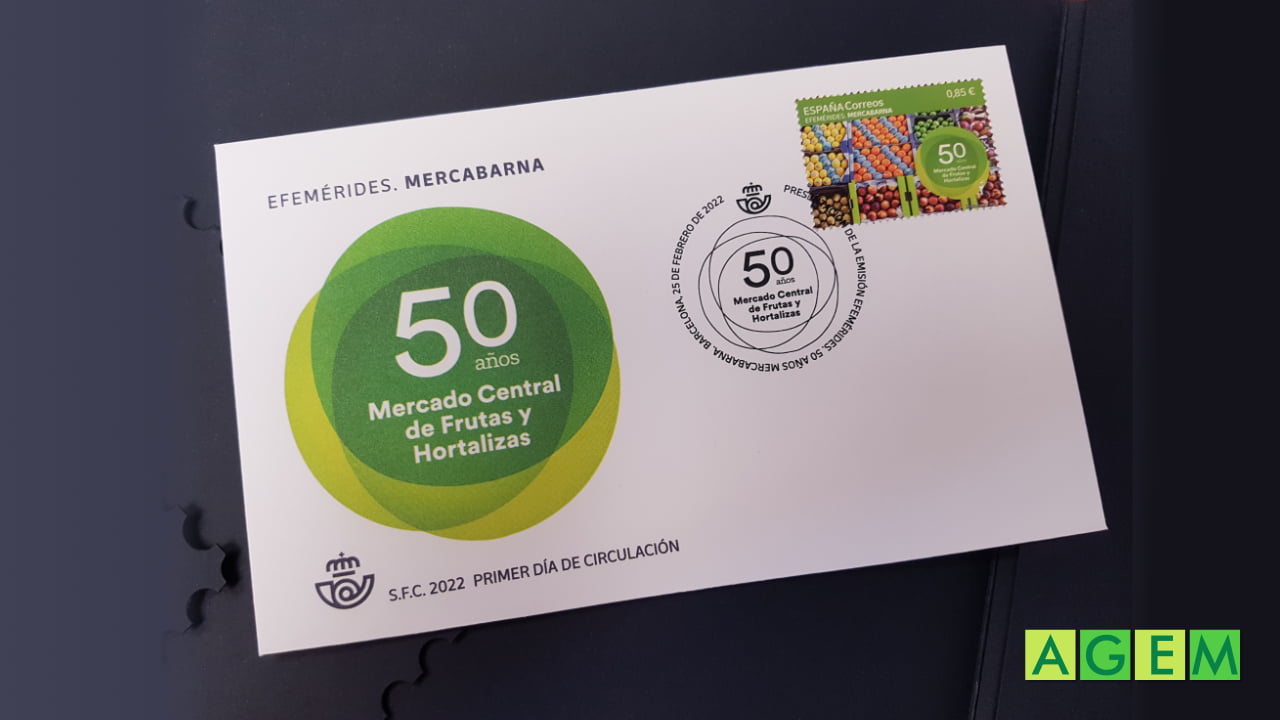 EFEMÉRIDES. MERCABARNA
50
años
Mercado Central
de Frutas y
Hortalizas
S.F.C. 2022 PRIMER DÍA DE CIRCULACIÓN
ESPAÑA Correos 0,85 €
EFEMÉRIDES. MERCABARNA
50
años
Mercado Central
de Frutas y
Hortalizas
BARCELONA, 25 DE FEBRERO DE 2022
DE LA EMISIÓN EFEMÉRIDES. 50 AÑOS MERCABARNA.
50
años
Mercado Central
de Frutas y
Hortalizas
AGEM